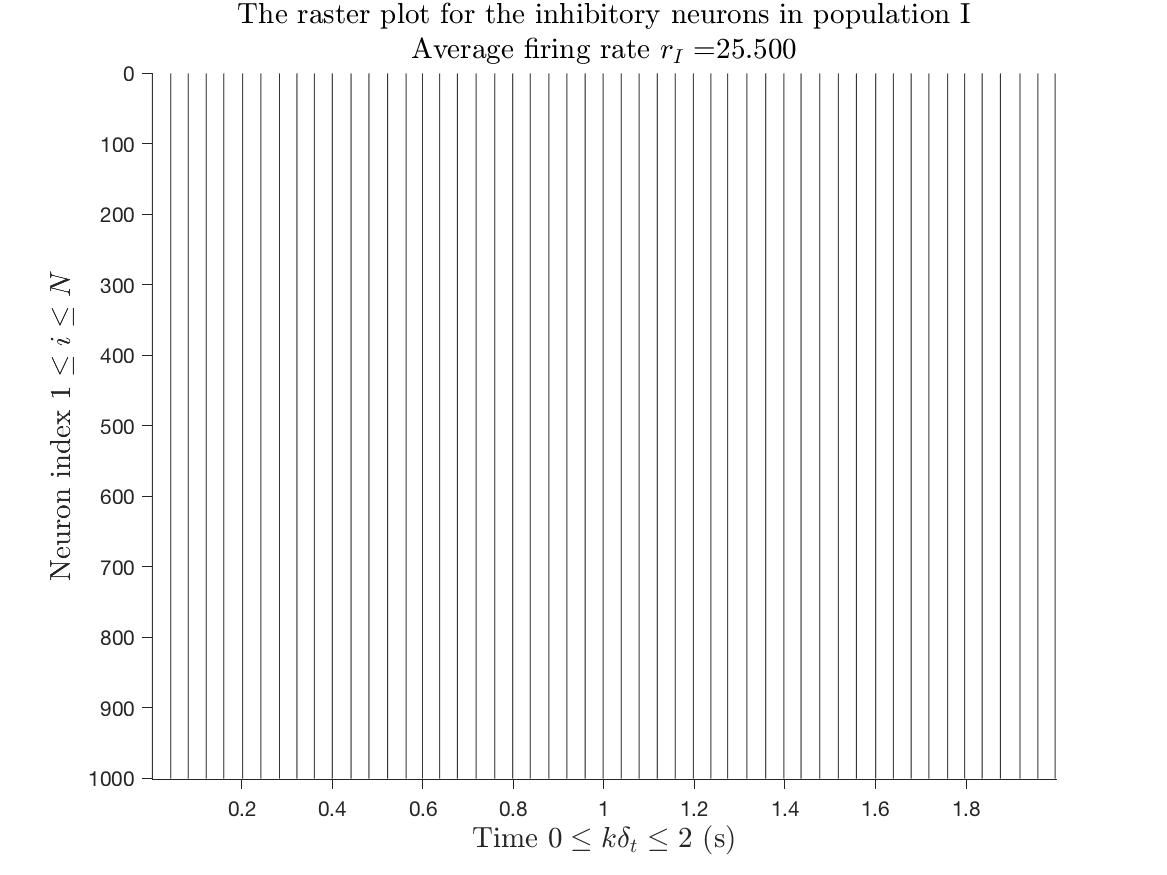 The raster plot for the inhibitory neurons in population I
Average firing rate r_I =25.500
0
100
200
300
400
500
600
700
800
900
1000
Neuron index 1 ≤ i ≤ N
0.2 0.4 0.6 0.8 1 1.2 1.4 1.6 1.8
Time 0 ≤ kδ_t ≤ 2 (s)